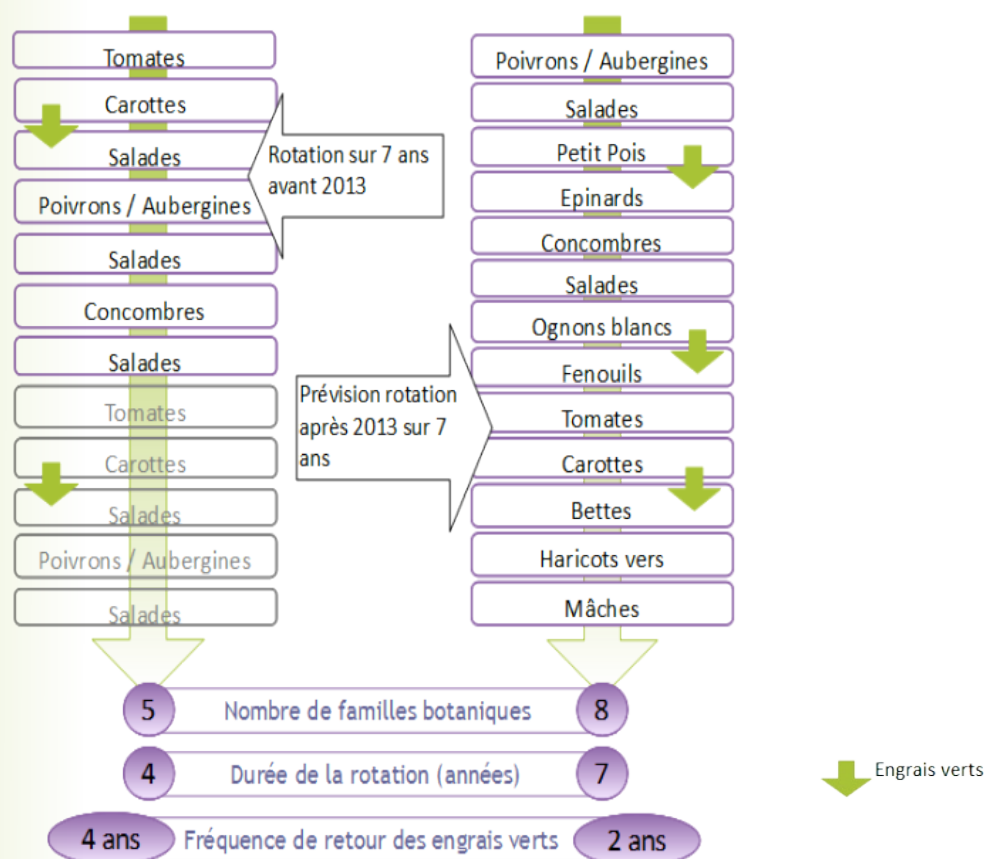 Tomates
Carottes
Salades
Poivrons / Aubergines
Salades
Concombres
Salades
Tomates
Carottes
Salades
Poivrons / Aubergines
Salades
Rotation sur 7 ans
avant 2013
Prévision rotation
après 2013 sur 7
ans
Poivrons / Aubergines
Salades
Petit Pois
Epinards
Concombres
Salades
Ognons blancs
Fenouils
Tomates
Carottes
Bettes
Haricots vers
Mâches
5 Nombre de familles botaniques 8
4 Durée de la rotation (années) 7
4 ans Fréquence de retour des engrais verts 2 ans
Engrais verts